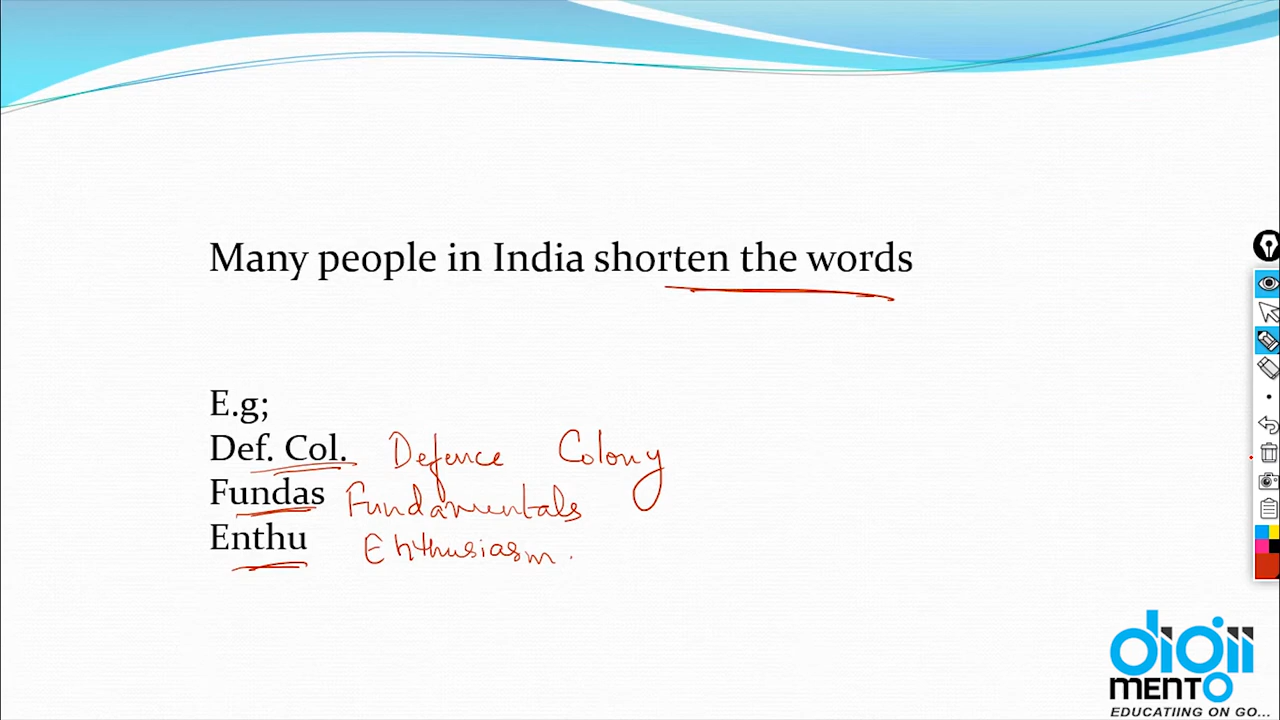 Many people in India shorten the words
E.g;
Def. Col. Defence Colony
Fundas Fundamentals
Enthu Enthusiasm.
digii
MENTO
EDUCATIING ON GO...